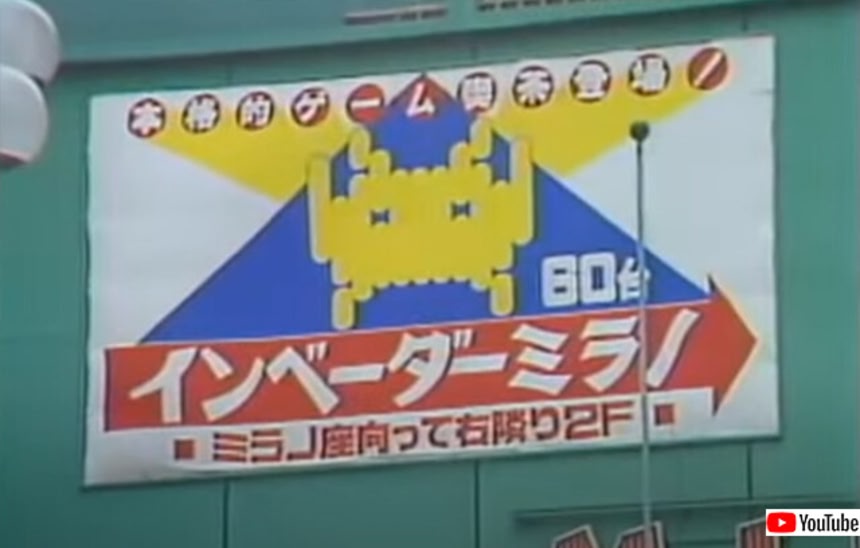 本格的ゲーム喫茶登場!
60台
インベーダーミラノ
■ミラノ座向って右隣り2F■
YouTube